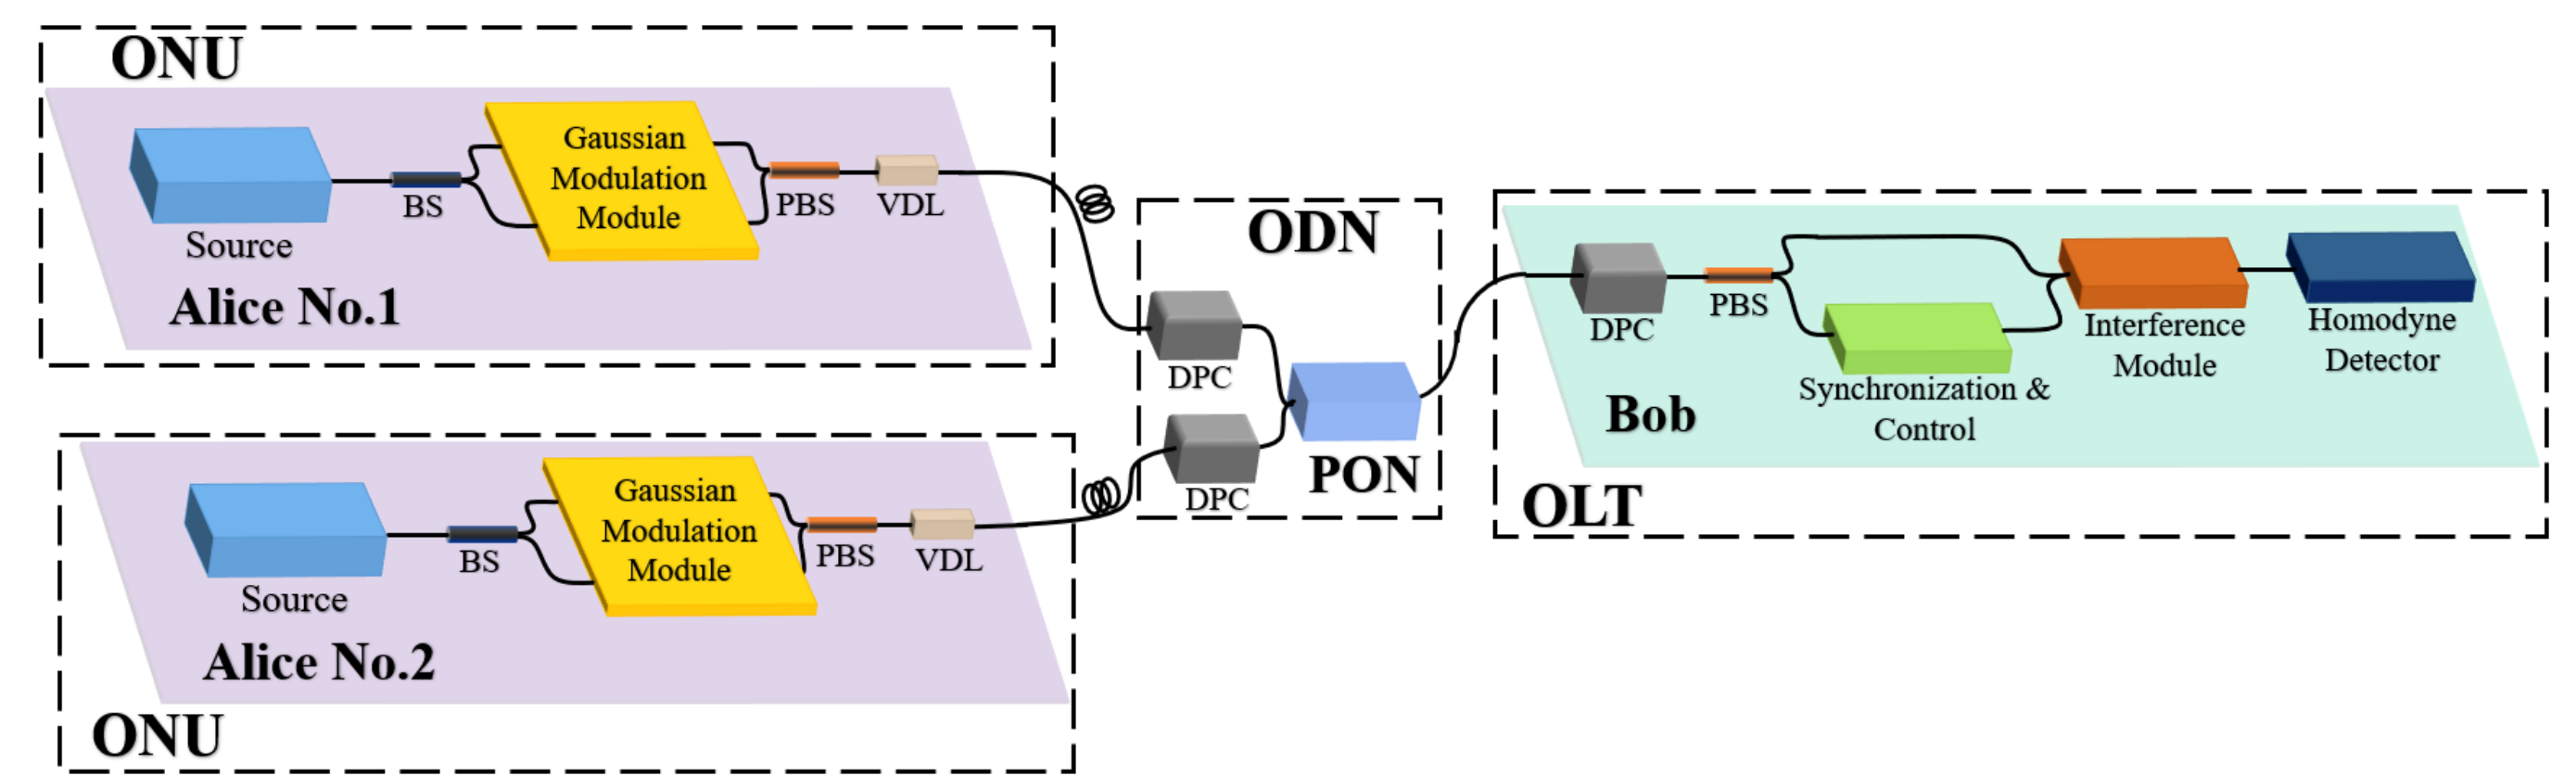 ONU
Gaussian
Modulation
Module
BS
PBS
VDL
Source
Alice No.1
ODN
DPC
DPC
PON
DPC
PBS
Interference
Module
Homodyne
Detector
Synchronization &
Control
Bob
OLT
Gaussian
Modulation
Module
BS
PBS
VDL
Source
Alice No.2
ONU